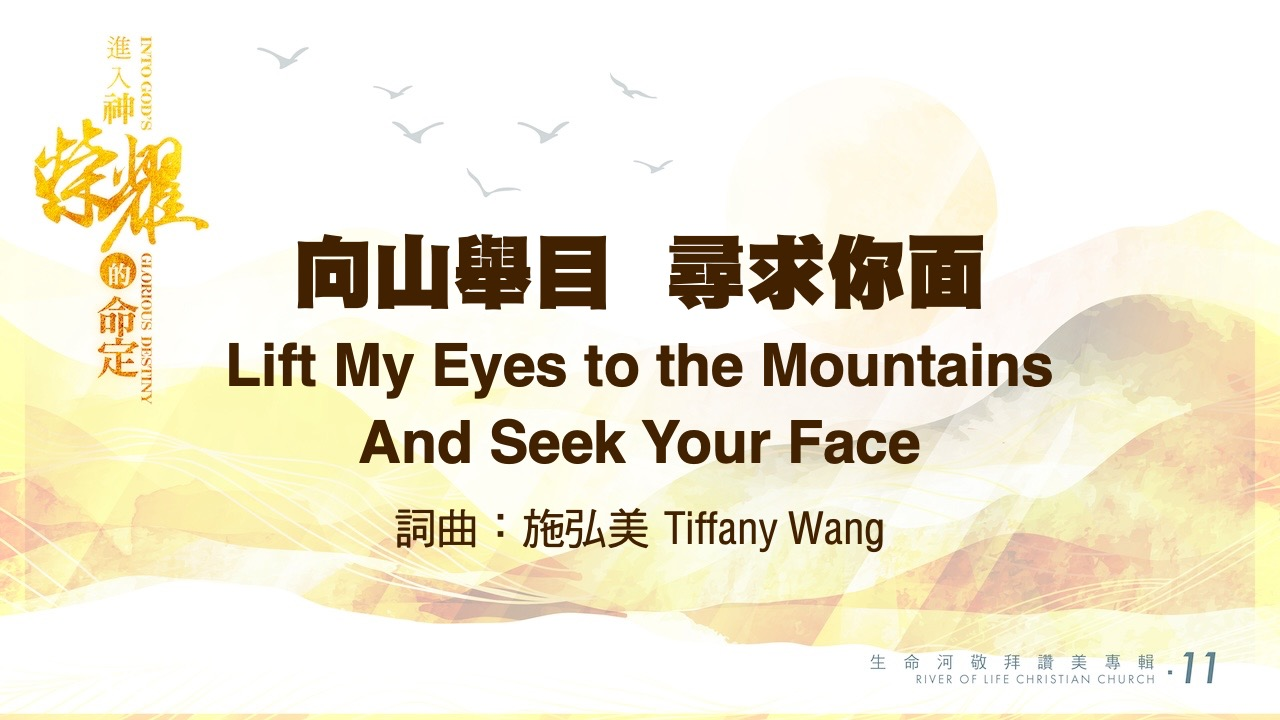 進入神
榮耀
的
命定
INTO GOD'S
GLORIOUS DESTINY
向山舉目 尋求你面
Lift My Eyes to the Mountains
And Seek Your Face
詞曲：施弘美 Tiffany Wang
生命河敬拜讚美專輯
RIVER OF LIFE CHRISTIAN CHURCH
·11